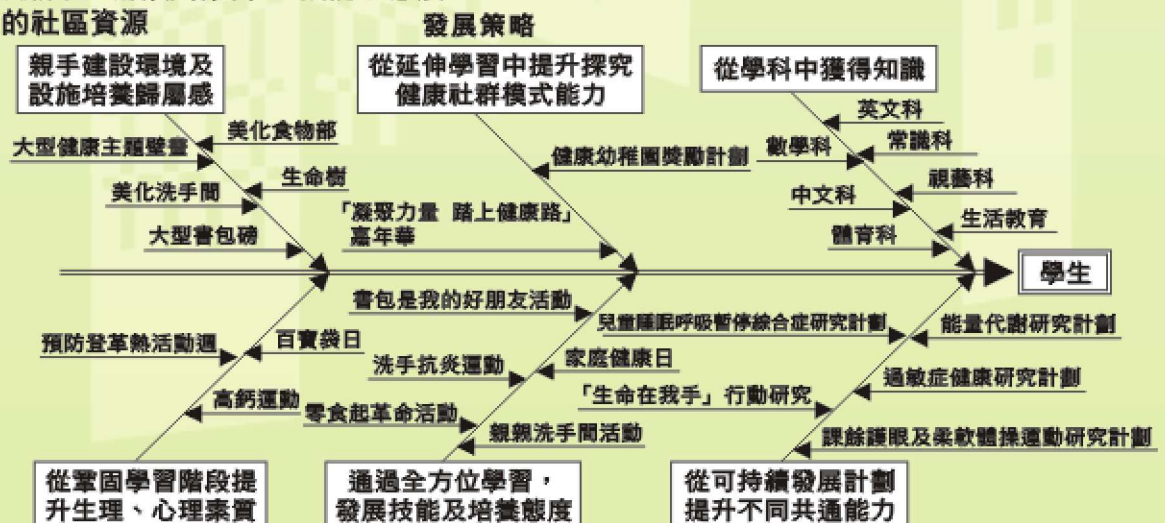 的社區資源
發展策略
親手建設環境及
設施培養歸屬感
從延伸學習中提升探究
健康社群模式能力
從學科中獲得知識
美化食物部
大型健康主題壁畫
生命樹
美化洗手間
大型書包磅
健康幼稚園獎勵計劃
「凝聚力量 踏上健康路」
嘉年華
英文科
數學科
常識科
視藝科
中文科
生活教育
體育科
學生
書包是我的好朋友活動
兒童睡眠呼吸暫停綜合症研究計劃
能量代謝研究計劃
預防登革熱活動週
百寶袋日
洗手抗炎運動
家庭健康日
過敏症健康研究計劃
「生命在我手」行動研究
高鈣運動
零食起革命活動
親親洗手間活動
課餘護眼及柔軟體操運動研究計劃
從鞏固學習階段提
升生理、心理素質
通過全方位學習，
發展技能及培養態度
從可持續發展計劃
提升不同共通能力